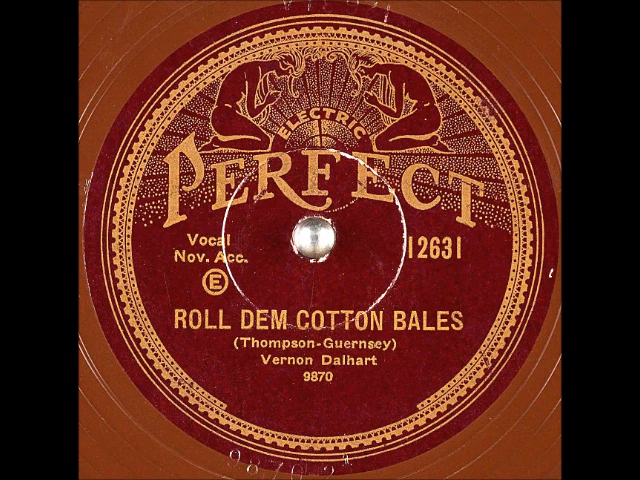 ELECTRIC
PERFECT
Vocal
Nov. Acc.
12631
E
ROLL DEM COTTON BALES
(Thompson-Guernsey)
Vernon Dalhart
9870